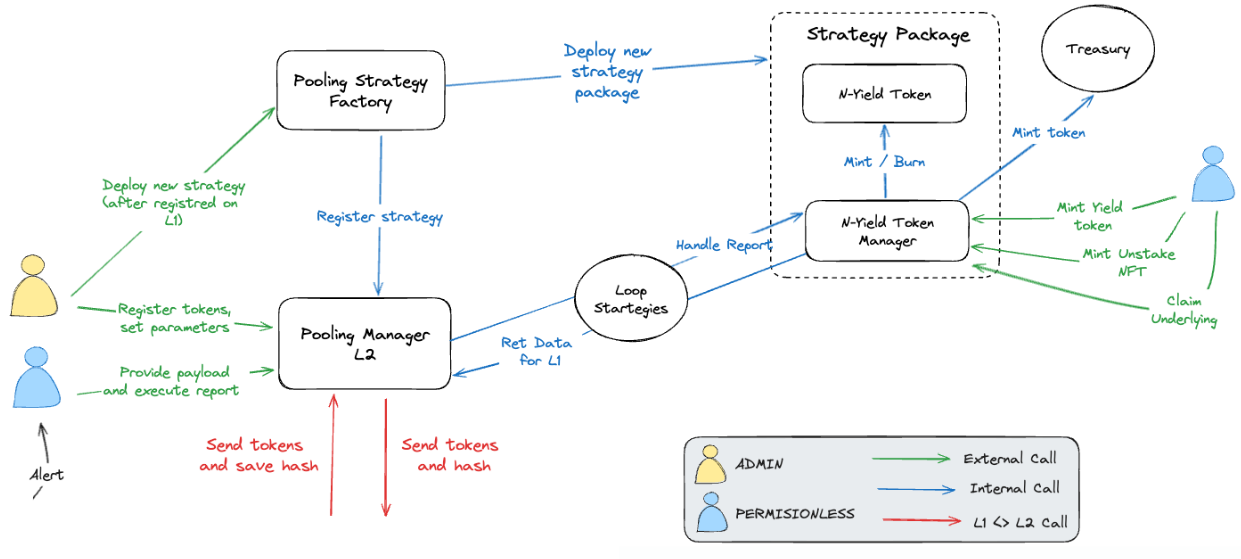 Strategy Package
Treasury
Pooling Strategy
Factory
Deploy new
strategy
package
N-Yield Token
Mint token
Mint / Burn
Deploy new strategy
(after registred on
L1)
Register strategy
N-Yield Token
Manager
Mint Yield
token
Mint Unstake
NFT
Claim
Underlying
Handle Report
Loop
Startegies
Register tokens,
set parameters
Pooling Manager
L2
Ret Data
for L1
Provide payload
and execute report
Alert
Send tokens
and save hash
Send tokens
and hash
ADMIN
External Call
Internal Call
PERMISIONLESS
L1 <> L2 Call